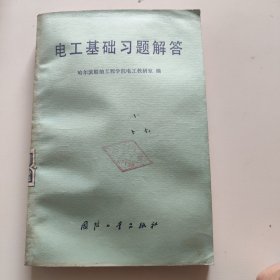 电工基础习题解答
哈尔滨船舶工程学院电工教研室 编
国防工业出版社